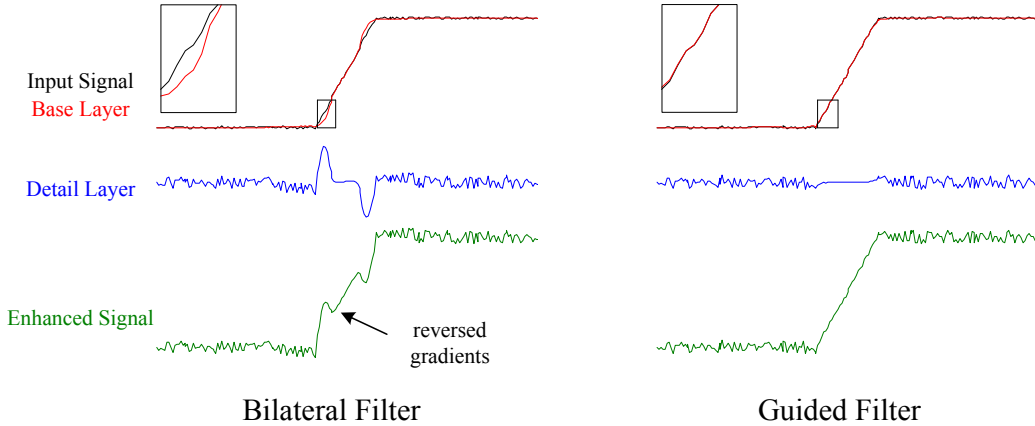 Input Signal
Base Layer
Detail Layer
Enhanced Signal
reversed
gradients
Bilateral Filter
Guided Filter